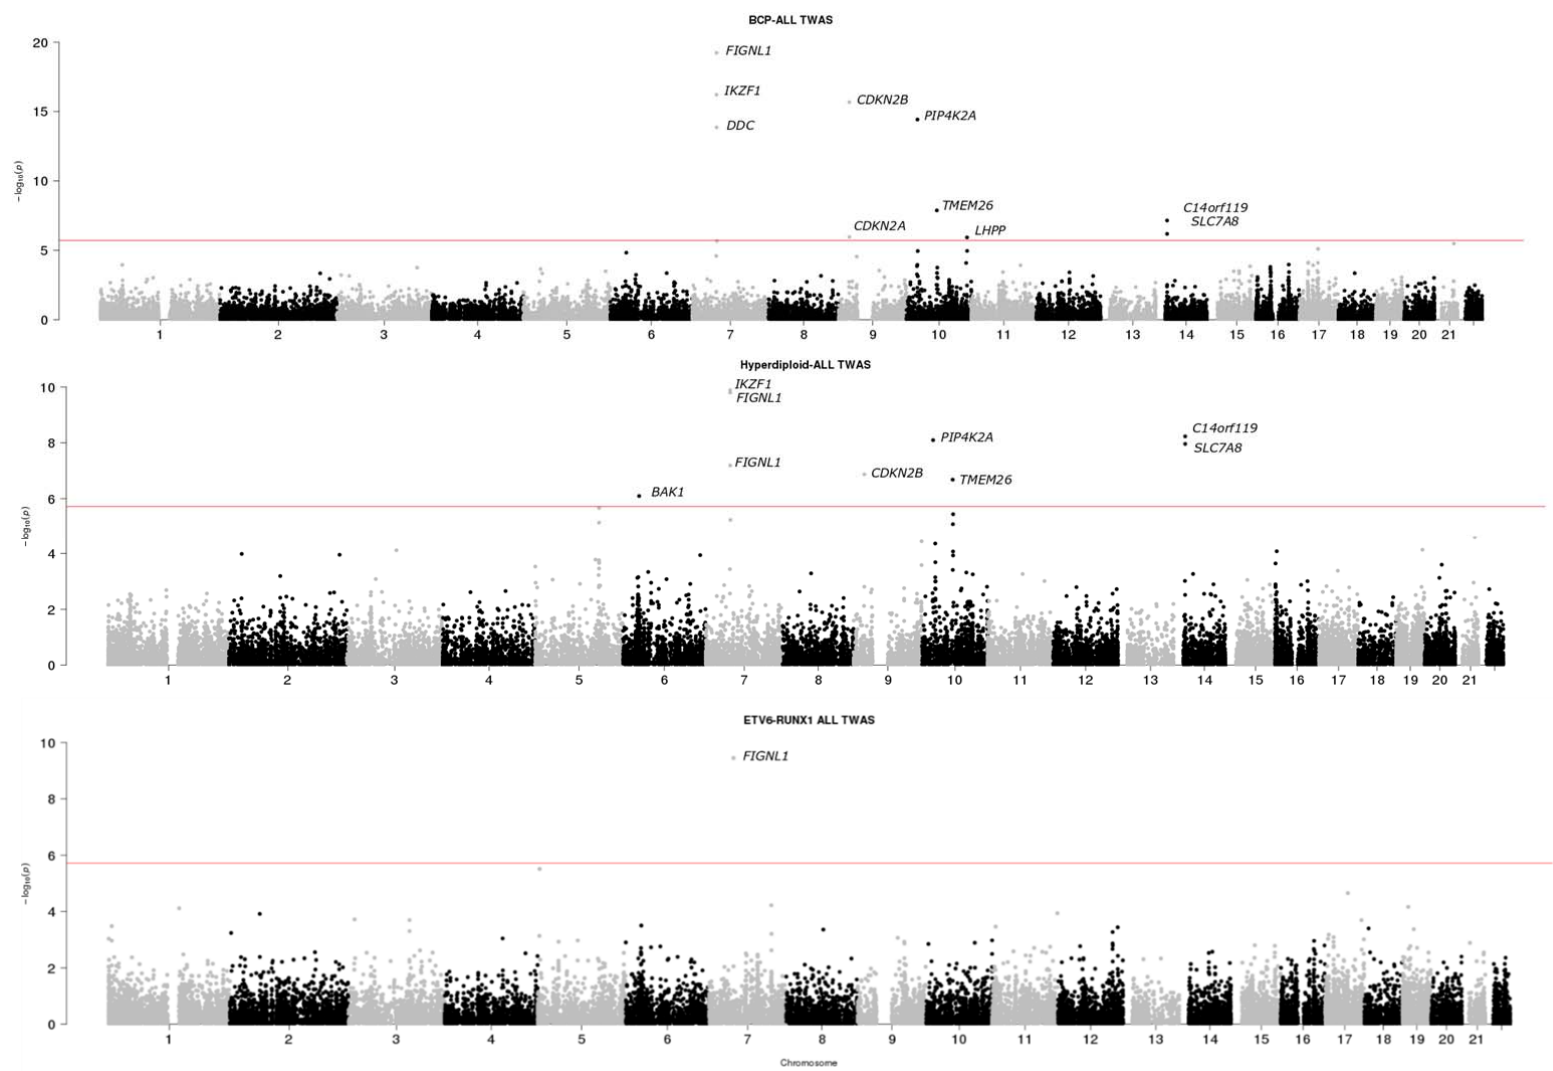 BCP-ALL TWAS
20
FIGNL1
IKZF1
CDKN2B
15
PIP4K2A
DDC
-log10(p)
10
TMEM26
C14orf119
SLC7A8
CDKN2A
LHPP
5
0
1 2 3 4 5 6 7 8 9 10 11 12 13 14 15 16 17 18 19 20 21
Hyperdiploid-ALL TWAS
10
IKZF1
FIGNL1
C14orf119
PIP4K2A
8
SLC7A8
FIGNL1
CDKN2B
TMEM26
BAK1
6
-log10(p)
4
2
0
1 2 3 4 5 6 7 8 9 10 11 12 13 14 15 16 17 18 19 20 21
ETV6-RUNX1 ALL TWAS
10
FIGNL1
8
6
-log10(p)
4
2
0
1 2 3 4 5 6 7 8 9 10 11 12 13 14 15 16 17 18 19 20 21
Chromosome